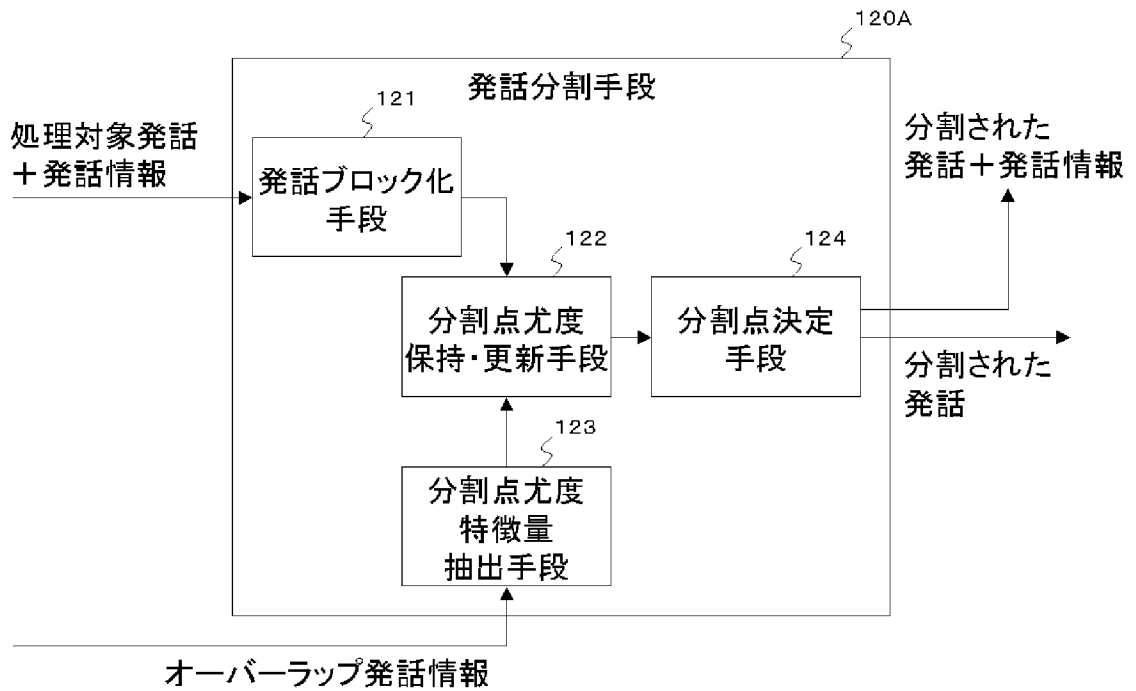 120A
発話分割手段
処理対象発話
＋発話情報
121
発話ブロック化
手段
122
分割点尤度
保持・更新手段
123
分割点尤度
特徴量
抽出手段
124
分割点決定
手段
分割された
発話＋発話情報
分割された
発話
オーバーラップ発話情報